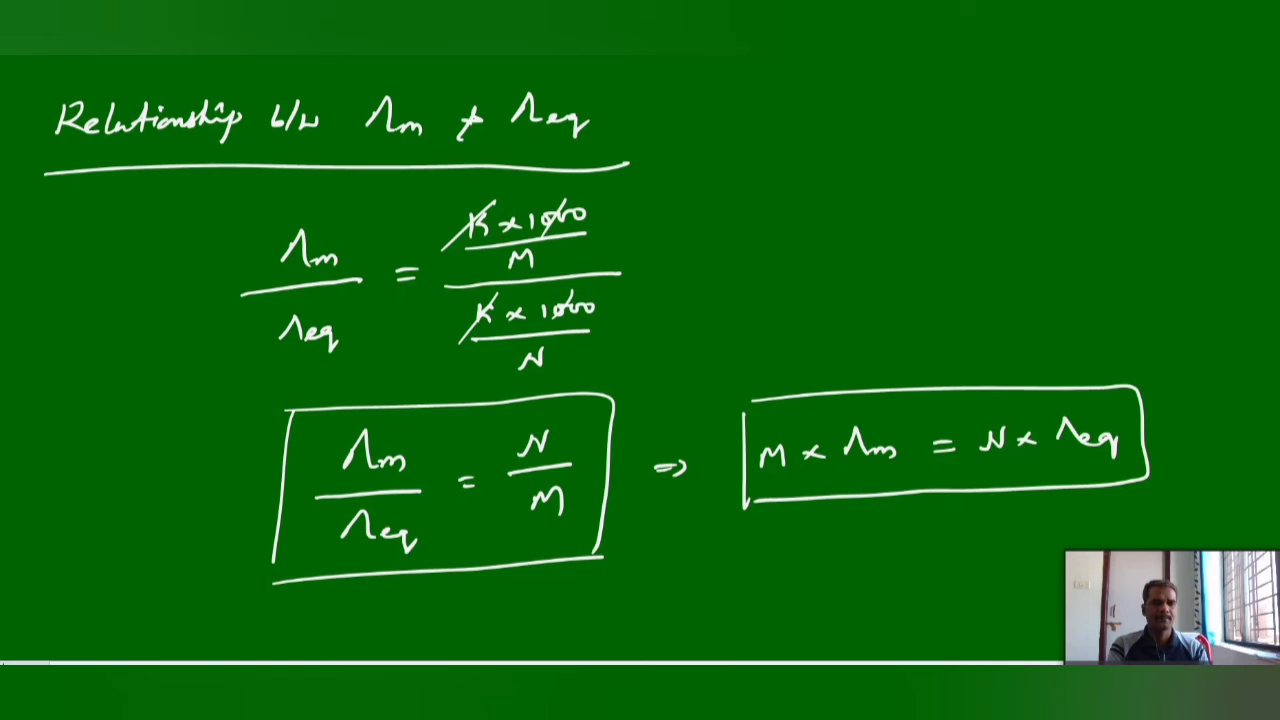 Relationship b/w Λm & Λeq
Λm / Λeq = (K × 1000 / M) / (K × 1000 / N)
Λm / Λeq = N / M ⇒ M × Λm = N × Λeq